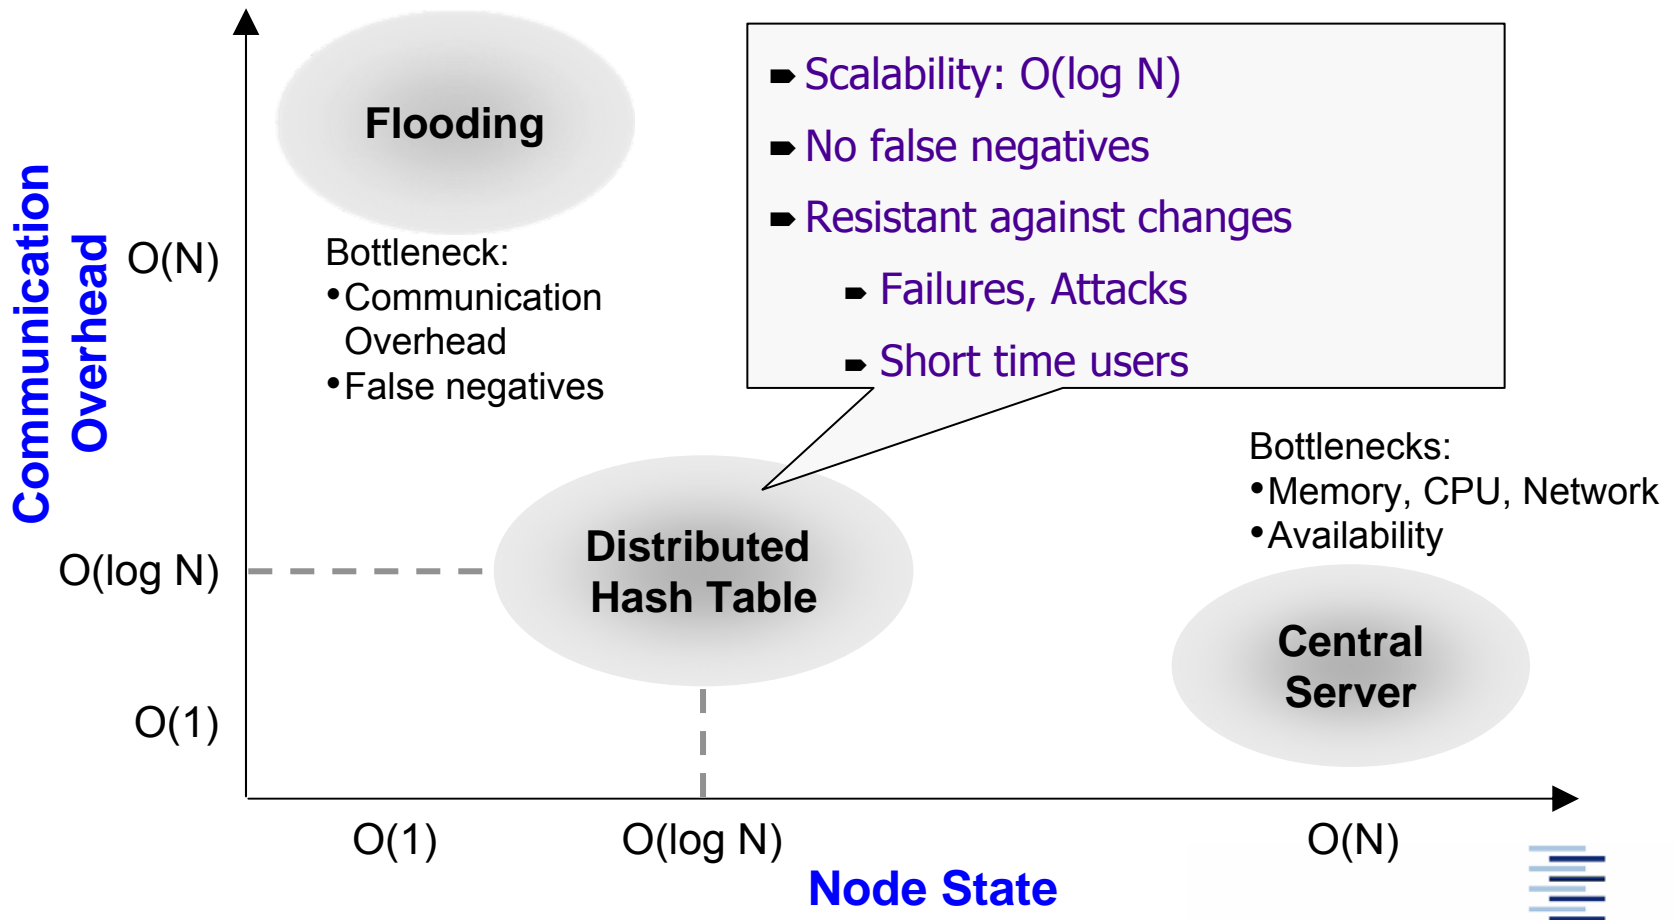 Communication
Overhead
O(N)
O(log N)
O(1)
Flooding
Bottleneck:
•Communication
Overhead
•False negatives
Scalability: O(log N)
No false negatives
Resistant against changes
Failures, Attacks
Short time users
Distributed
Hash Table
Bottlenecks:
•Memory, CPU, Network
•Availability
Central
Server
O(1)
O(log N)
O(N)
Node State